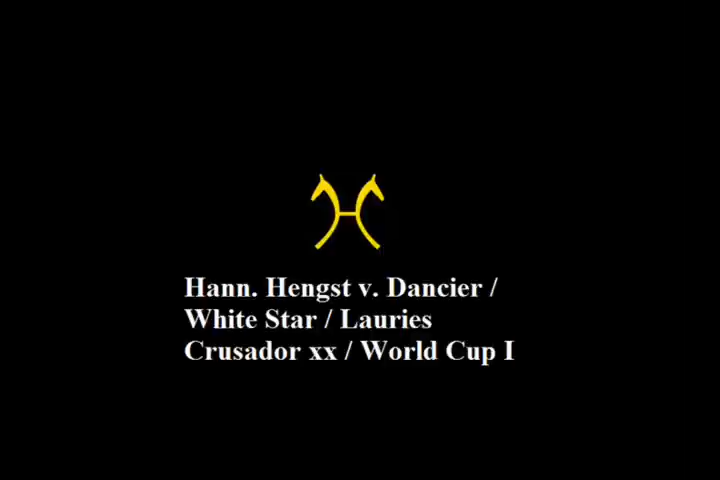 Hann. Hengst v. Dancier /
White Star / Lauries
Crusador xx / World Cup I